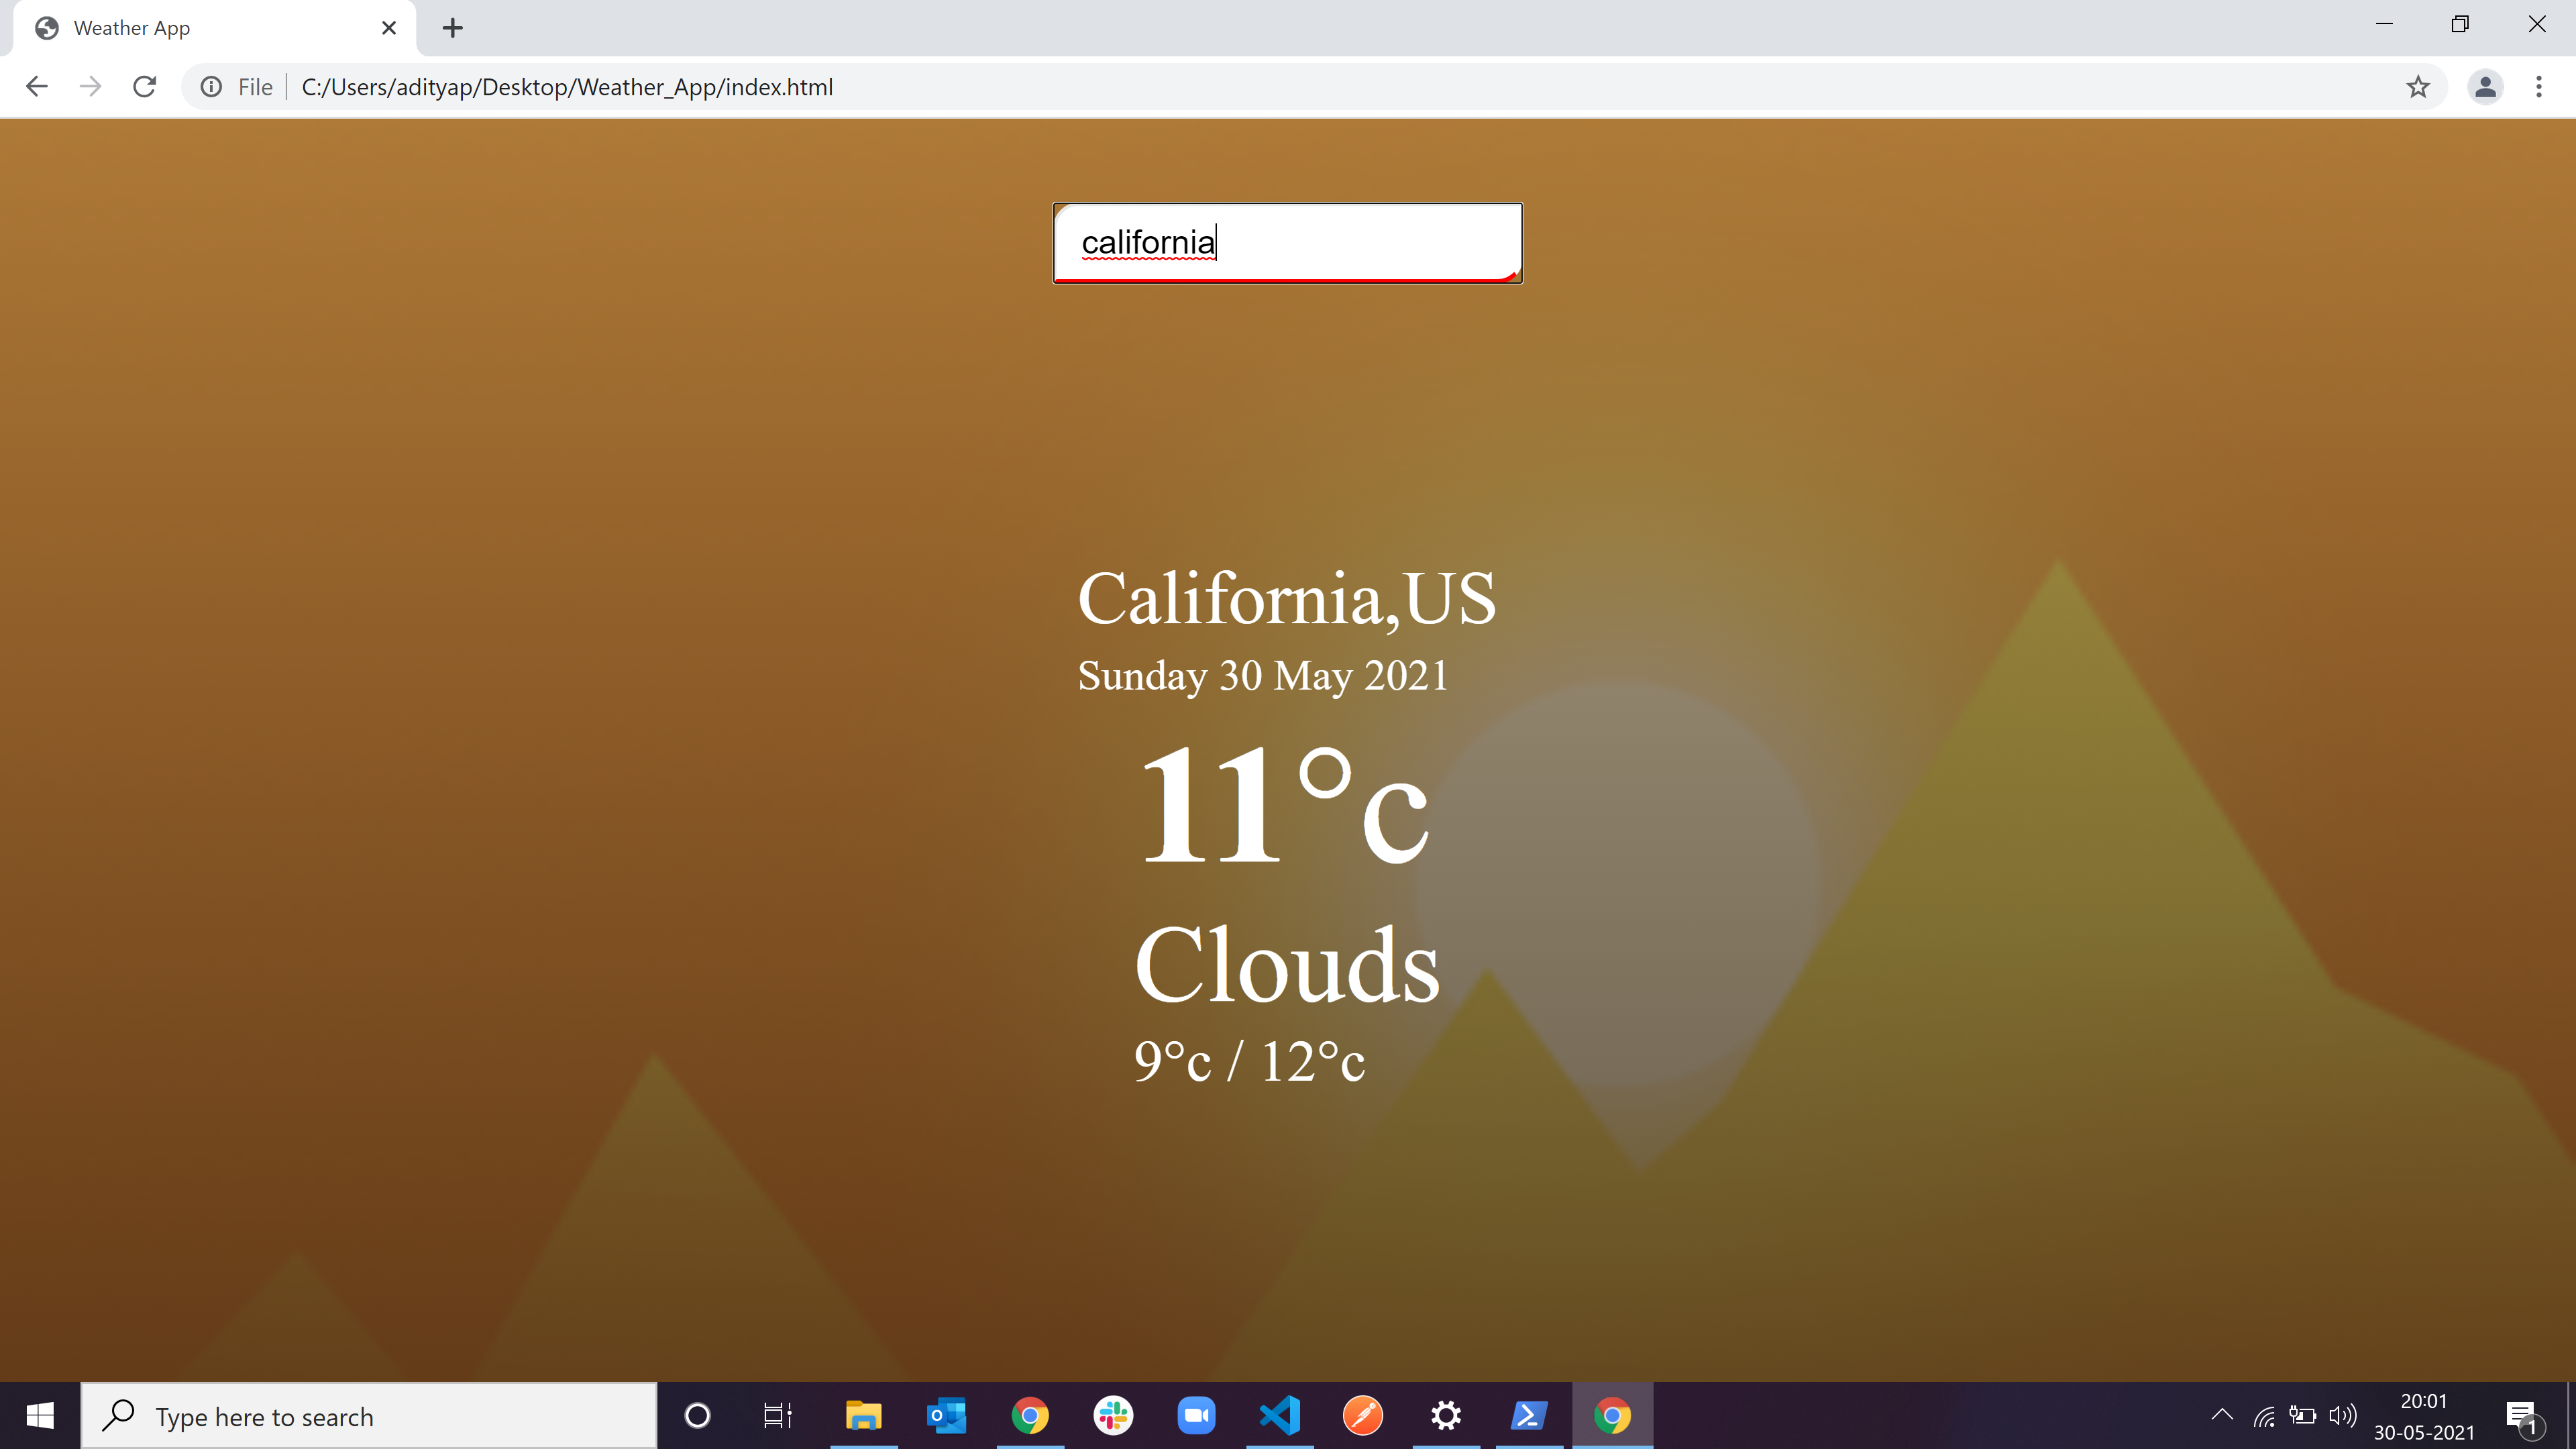 Weather App
File
C:/Users/adityap/Desktop/Weather_App/index.html
california
California,US
Sunday 30 May 2021
11°c
Clouds
9°c / 12°c
Type here to search
20:01
30-05-2021
1